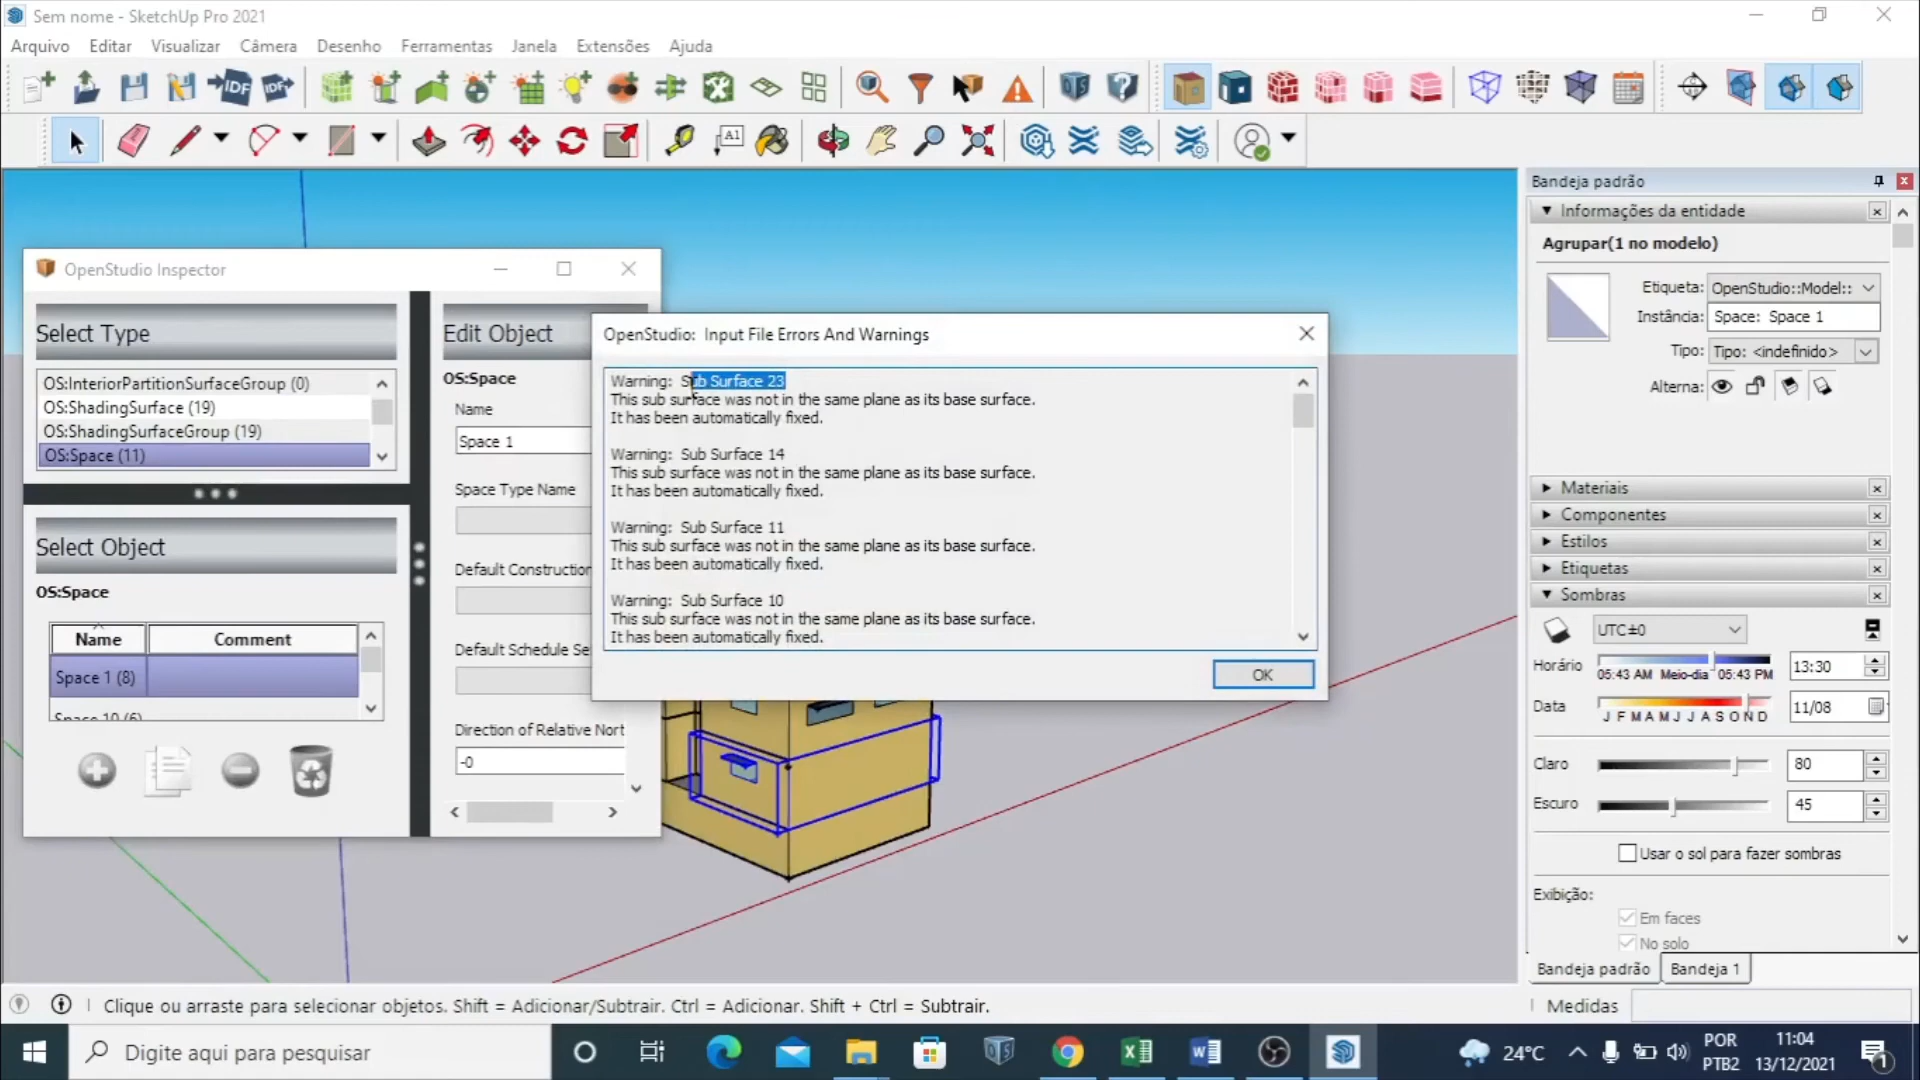 Sem nome - SketchUp Pro 2021
Arquivo Editar Visualizar Câmera Desenho Ferramentas Janela Extensões Ajuda
IDF IDF
A1
OpenStudio Inspector
Select Type
OS:InteriorPartitionSurfaceGroup (0)
OS:ShadingSurface (19)
OS:ShadingSurfaceGroup (19)
OS:Space (11)
Select Object
OS:Space
Name Comment
Space 1 (8)
Space 10 (6)
Edit Object
OS:Space
Name
Space 1
Space Type Name
Default Construction
Default Schedule Se
Direction of Relative Nort
-0
OpenStudio: Input File Errors And Warnings
Warning: Sub Surface 23
This sub surface was not in the same plane as its base surface.
It has been automatically fixed.
Warning: Sub Surface 14
This sub surface was not in the same plane as its base surface.
It has been automatically fixed.
Warning: Sub Surface 11
This sub surface was not in the same plane as its base surface.
It has been automatically fixed.
Warning: Sub Surface 10
This sub surface was not in the same plane as its base surface.
It has been automatically fixed.
OK
Bandeja padrão
Informações da entidade
Agrupar(1 no modelo)
Etiqueta: OpenStudio::Model::
Instância: Space: Space 1
Tipo: Tipo: <indefinido>
Alterna:
Materiais
Componentes
Estilos
Etiquetas
Sombras
UTC±0
Horário 05:43 AM Meio-dia 05:43 PM 13:30
Data J F M A M J J A S O N D 11/08
Claro 80
Escuro 45
Usar o sol para fazer sombras
Exibição:
Em faces
No solo
Bandeja padrão Bandeja 1
Clique ou arraste para selecionar objetos. Shift = Adicionar/Subtrair. Ctrl = Adicionar. Shift + Ctrl = Subtrair.
Medidas
Digite aqui para pesquisar
24°C
POR
PTB2
11:04
13/12/2021
1